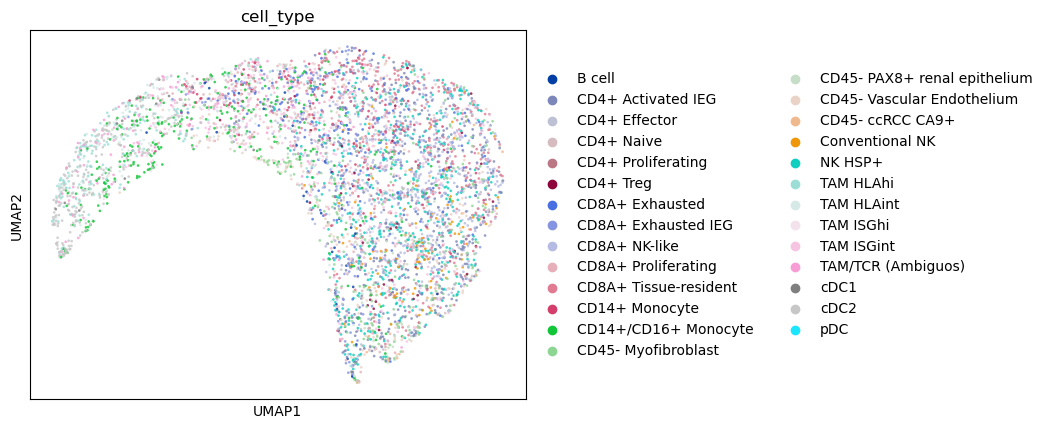 cell_type
UMAP2
UMAP1
B cell
CD4+ Activated IEG
CD4+ Effector
CD4+ Naive
CD4+ Proliferating
CD4+ Treg
CD8A+ Exhausted
CD8A+ Exhausted IEG
CD8A+ NK-like
CD8A+ Proliferating
CD8A+ Tissue-resident
CD14+ Monocyte
CD14+/CD16+ Monocyte
CD45- Myofibroblast
CD45- PAX8+ renal epithelium
CD45- Vascular Endothelium
CD45- ccRCC CA9+
Conventional NK
NK HSP+
TAM HLAhi
TAM HLAint
TAM ISGhi
TAM ISGint
TAM/TCR (Ambiguos)
cDC1
cDC2
pDC